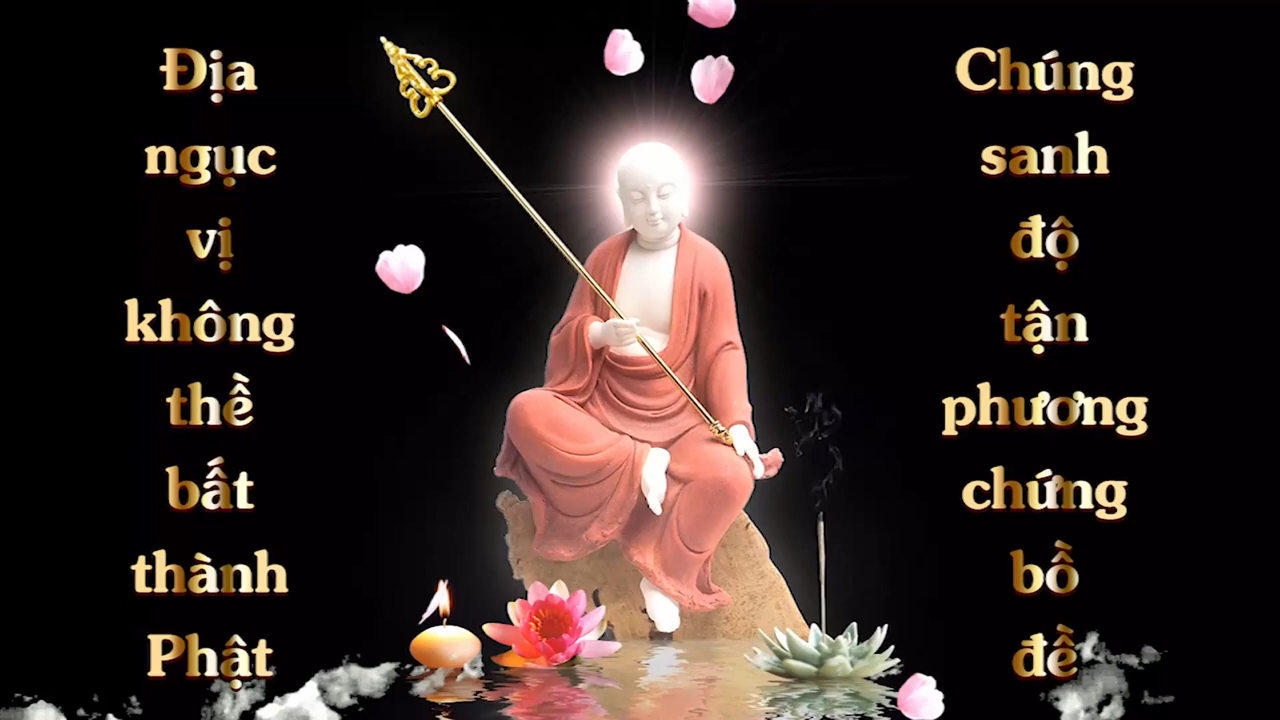 Địa
ngục
vị
không
thề
bất
thành
Phật
Chúng
sanh
độ
tận
phương
chứng
bồ
đề